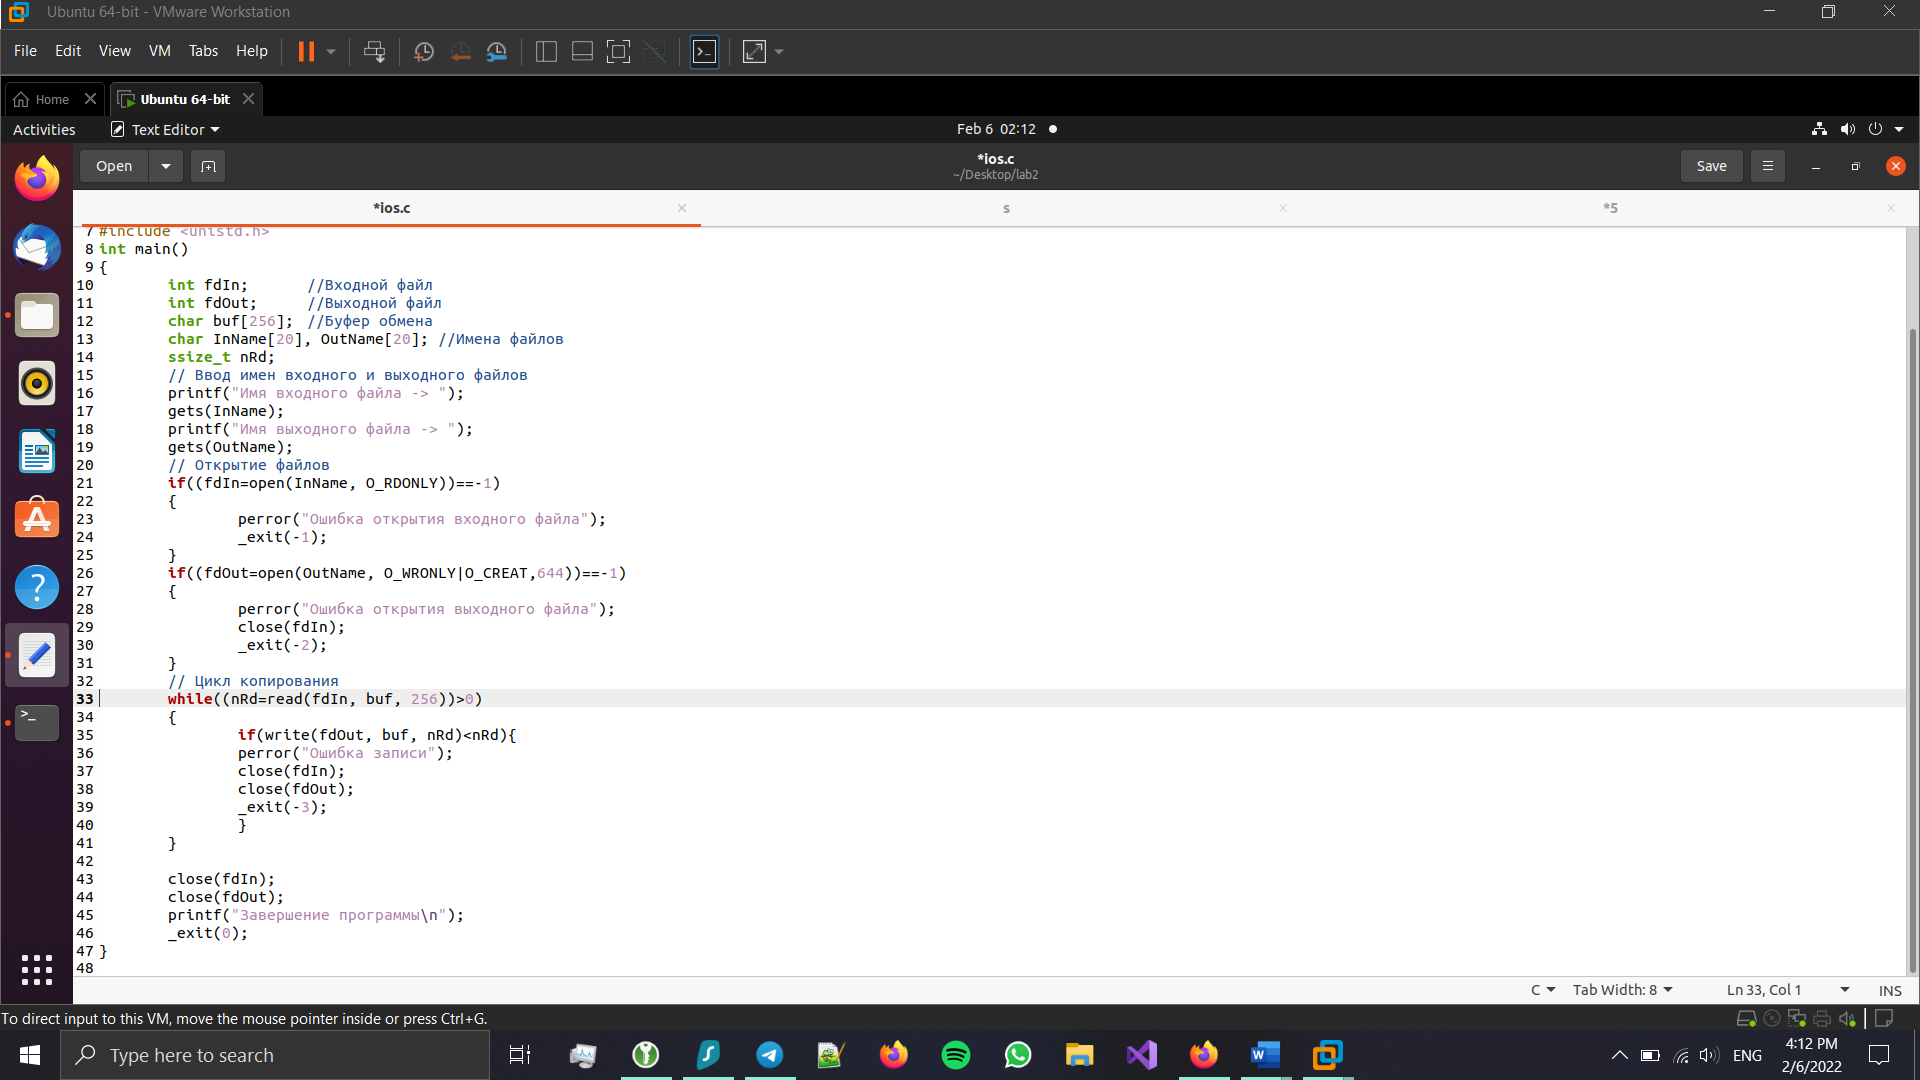 Ubuntu 64-bit - VMware Workstation
File Edit View VM Tabs Help
Home Ubuntu 64-bit
Activities Text Editor Feb 6 02:12
Open *ios.c Save
~/Desktop/lab2
*ios.c s *5
7 #include <unistd.h>
8 int main()
9 {
10 int fdIn; //Входной файл
11 int fdOut; //Выходной файл
12 char buf[256]; //Буфер обмена
13 char InName[20], OutName[20]; //Имена файлов
14 ssize_t nRd;
15 // Ввод имен входного и выходного файлов
16 printf("Имя входного файла -> ");
17 gets(InName);
18 printf("Имя выходного файла -> ");
19 gets(OutName);
20 // Открытие файлов
21 if((fdIn=open(InName, O_RDONLY))==-1)
22 {
23 perror("Ошибка открытия входного файла");
24 _exit(-1);
25 }
26 if((fdOut=open(OutName, O_WRONLY|O_CREAT,644))==-1)
27 {
28 perror("Ошибка открытия выходного файла");
29 close(fdIn);
30 _exit(-2);
31 }
32 // Цикл копирования
33 while((nRd=read(fdIn, buf, 256))>0)
34 {
35 if(write(fdOut, buf, nRd)<nRd){
36 perror("Ошибка записи");
37 close(fdIn);
38 close(fdOut);
39 _exit(-3);
40 }
41 }
42
43 close(fdIn);
44 close(fdOut);
45 printf("Завершение программы\n");
46 _exit(0);
47 }
48
C Tab Width: 8 Ln 33, Col 1 INS
To direct input to this VM, move the mouse pointer inside or press Ctrl+G.
Type here to search ENG 4:12 PM
2/6/2022